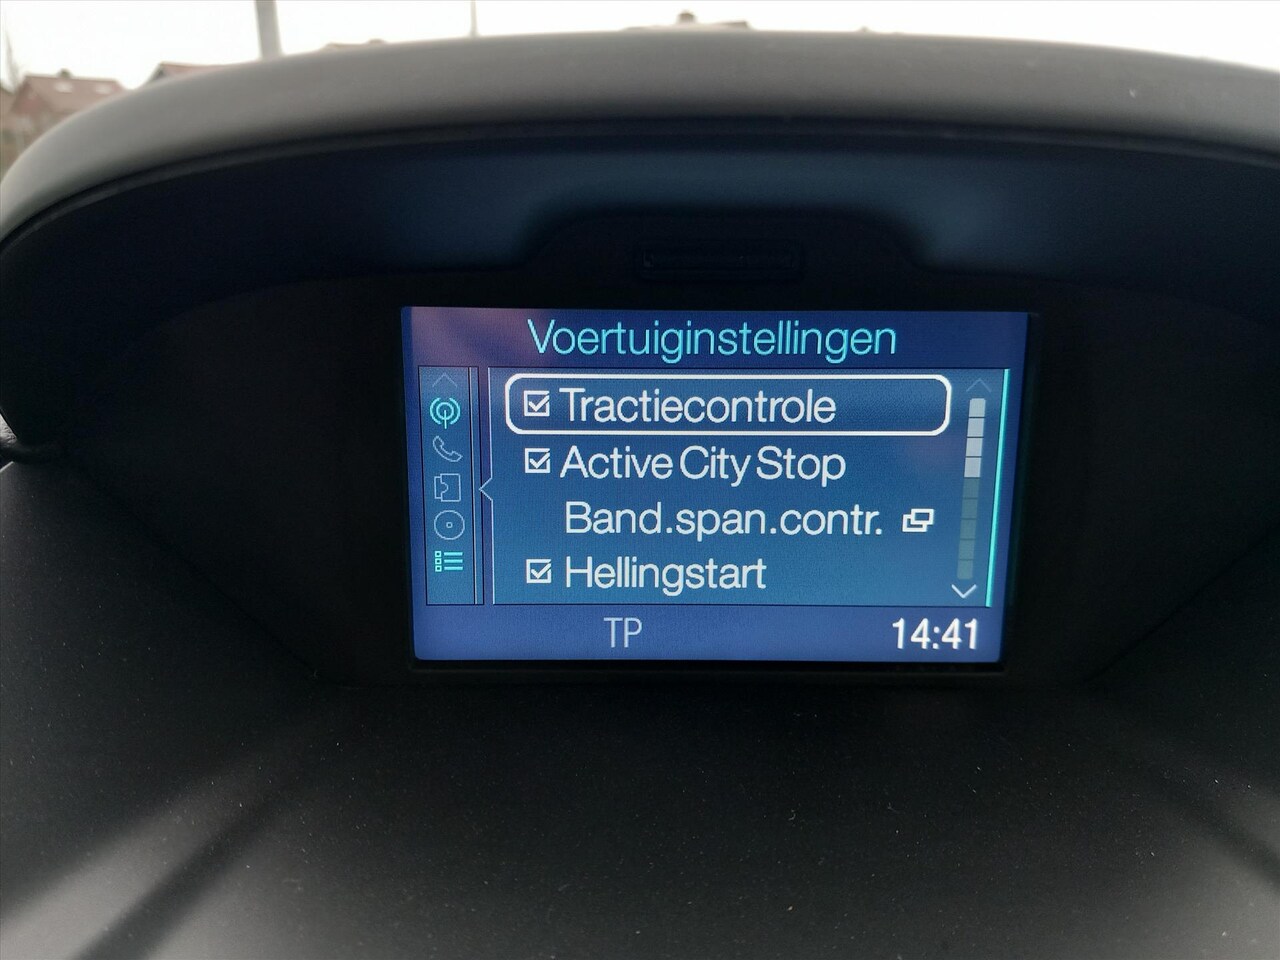 Voertuiginstellingen
Tractiecontrole
Active City Stop
Band.span.contr.
Hellingstart
TP 14:41